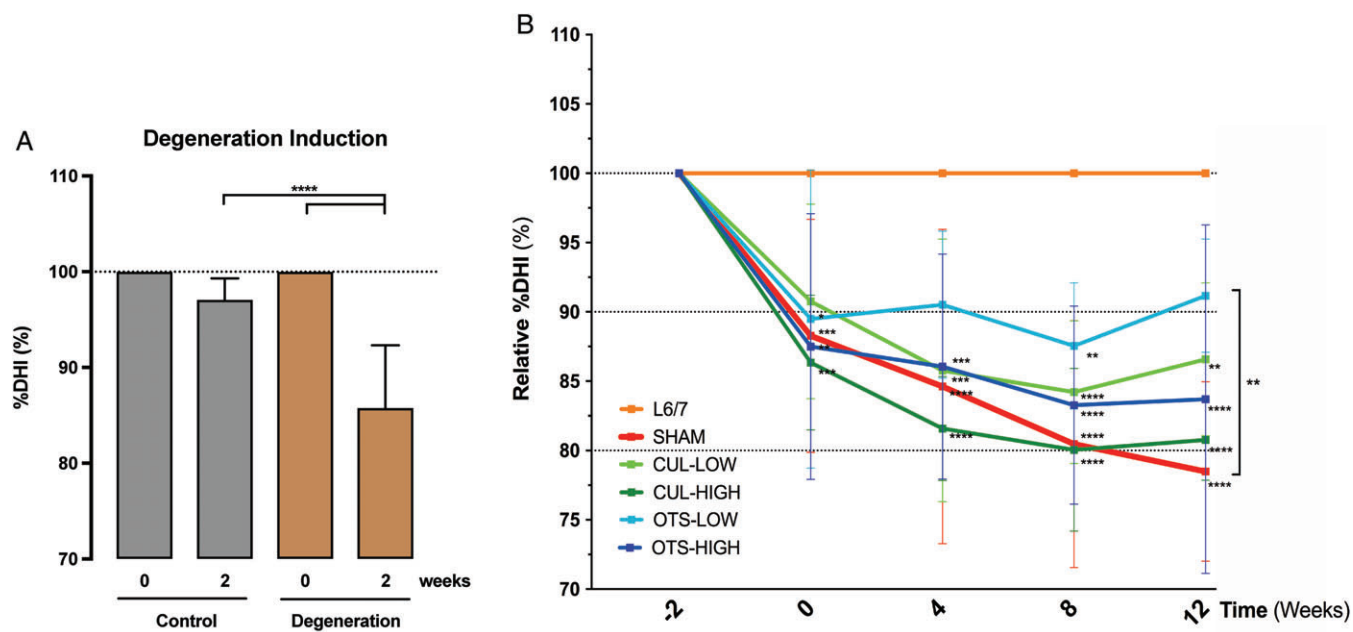 A
Degeneration Induction
%DHI (%)
110
100
90
80
70
****
0 2 0 2 weeks
Control Degeneration
B
Relative %DHI (%)
110
105
100
95
90
85
80
75
70
*
***
**
***
***
***
****
****
**
****
****
****
****
**
****
****
****
**
L6/7
SHAM
CUL-LOW
CUL-HIGH
OTS-LOW
OTS-HIGH
-2 0 4 8 12 Time (Weeks)